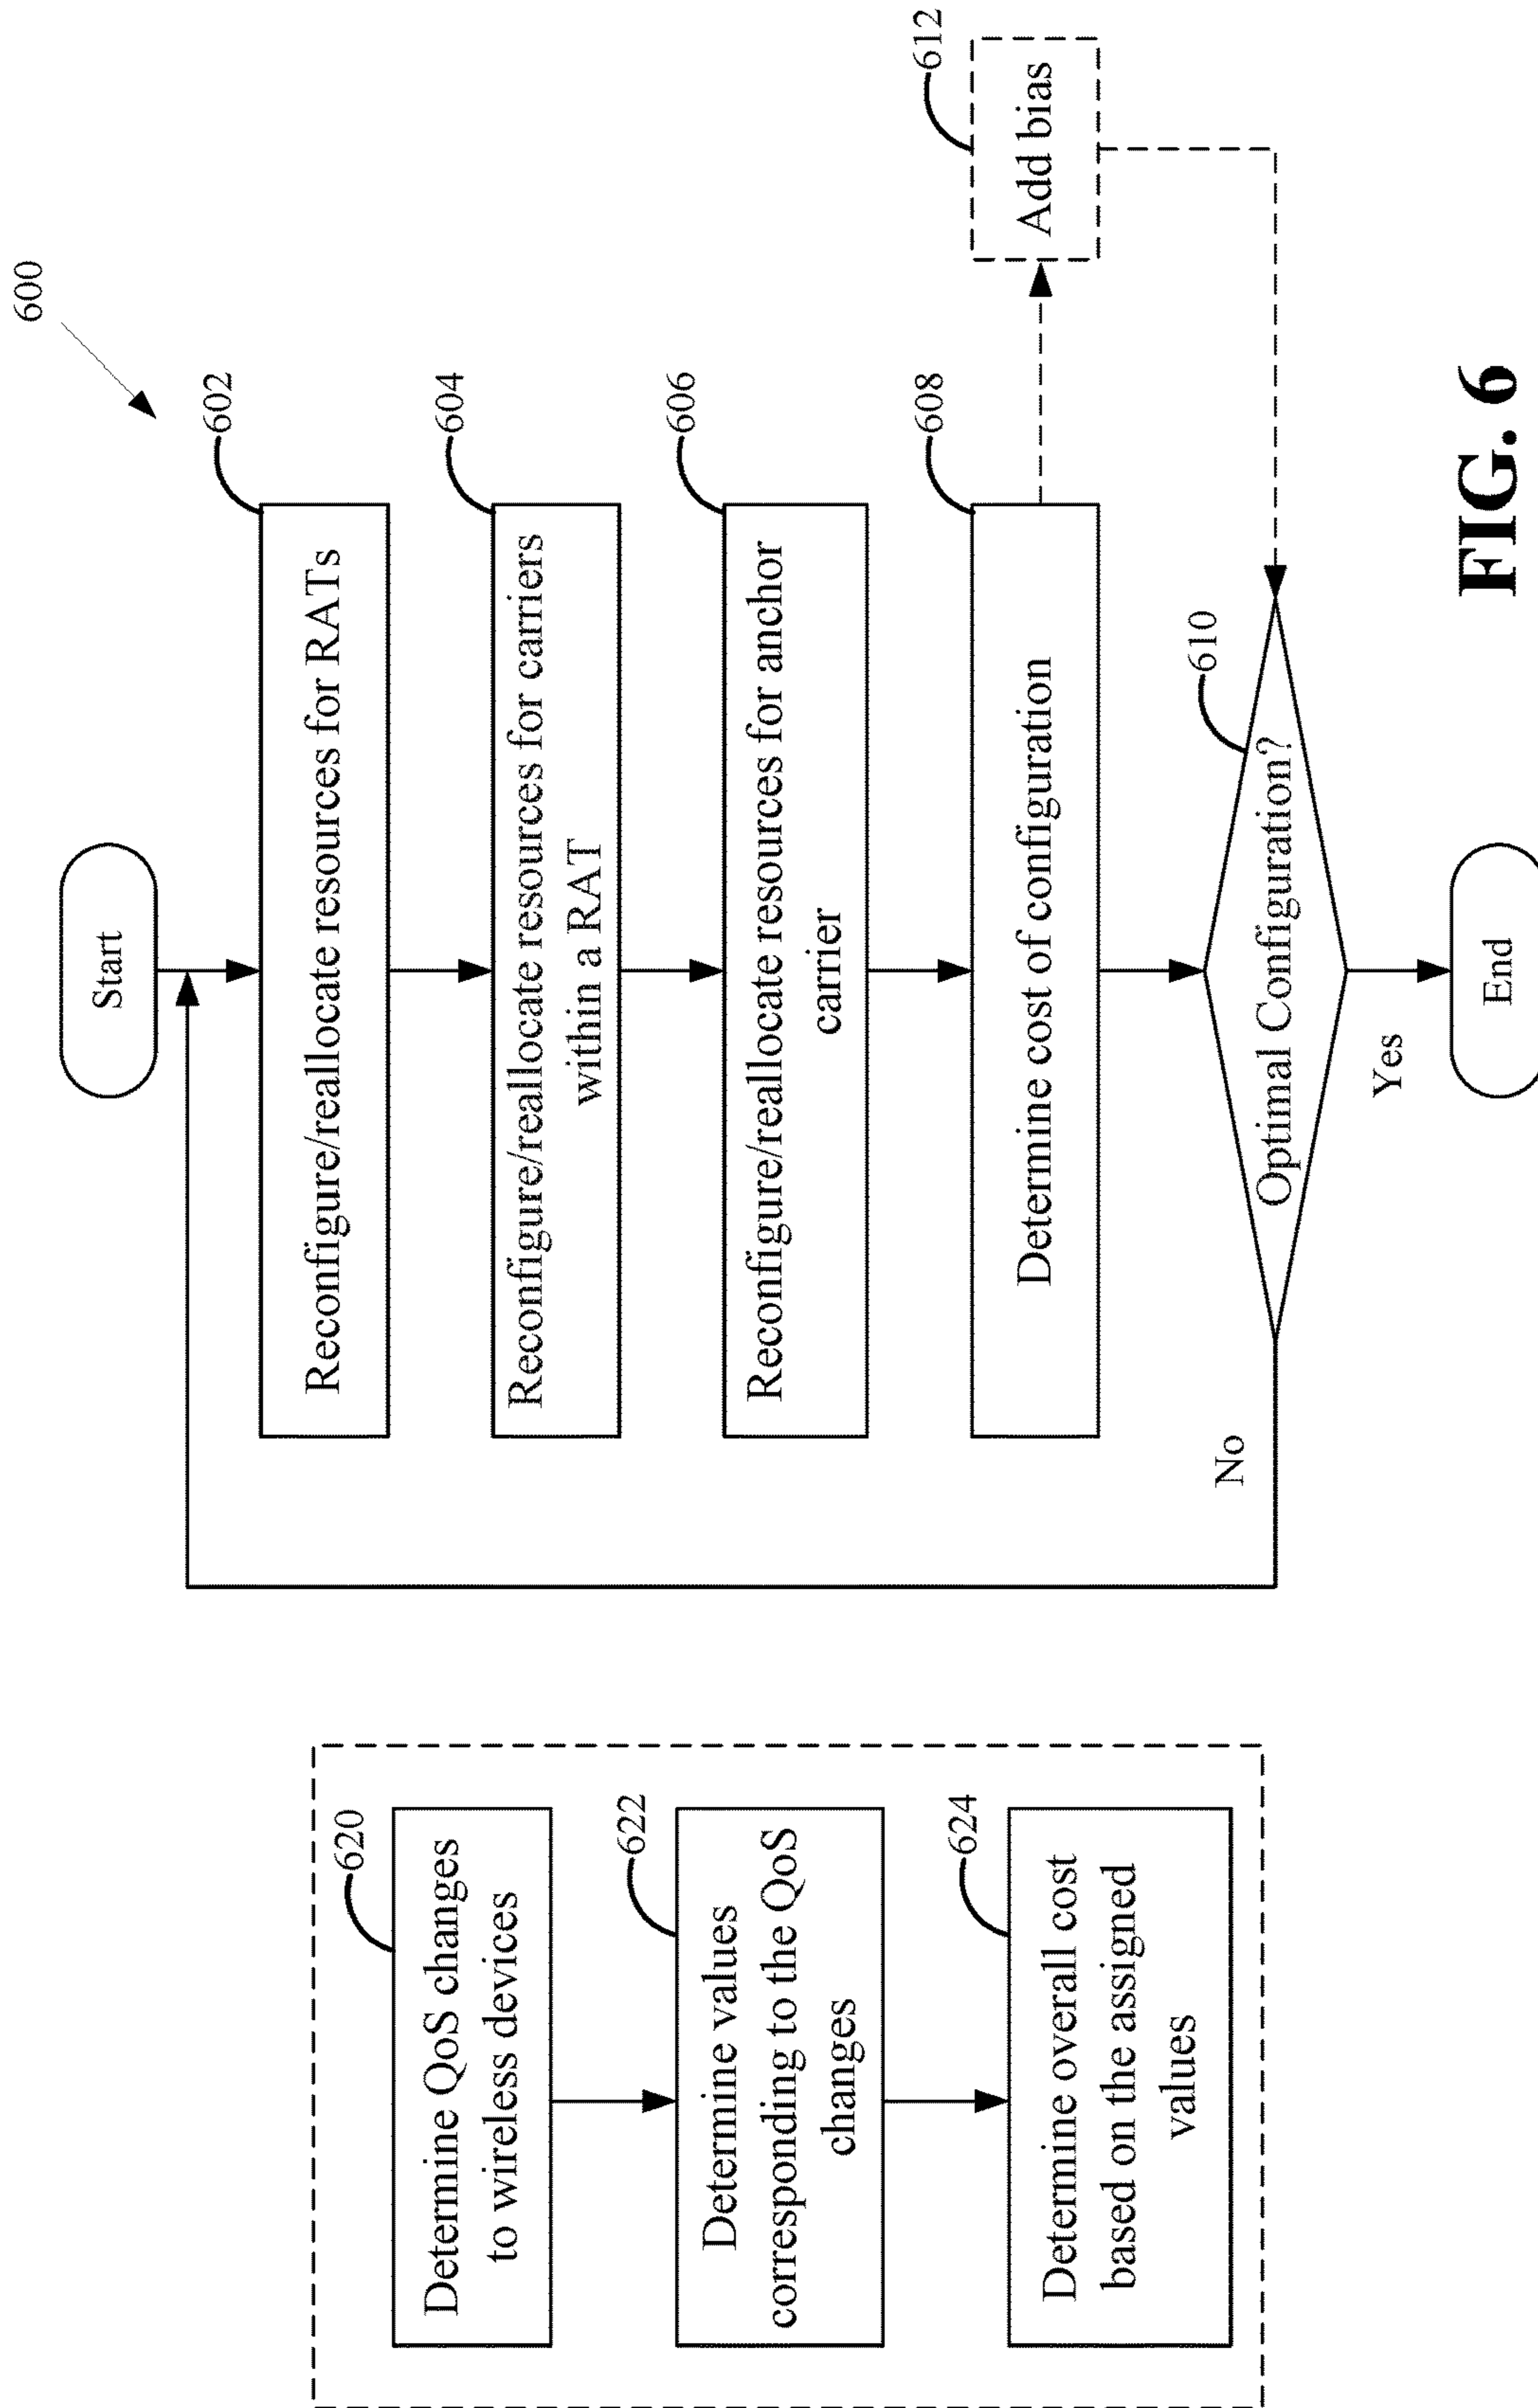 600
Start
602
Reconfigure/reallocate resources for RATs
604
Reconfigure/reallocate resources for carriers
within a RAT
606
Reconfigure/reallocate resources for anchor
carrier
608
Determine cost of configuration
612
Add bias
610
Optimal Configuration?
No
Yes
End
620
Determine QoS changes
to wireless devices
622
Determine values
corresponding to the QoS
changes
624
Determine overall cost
based on the assigned
values
FIG. 6